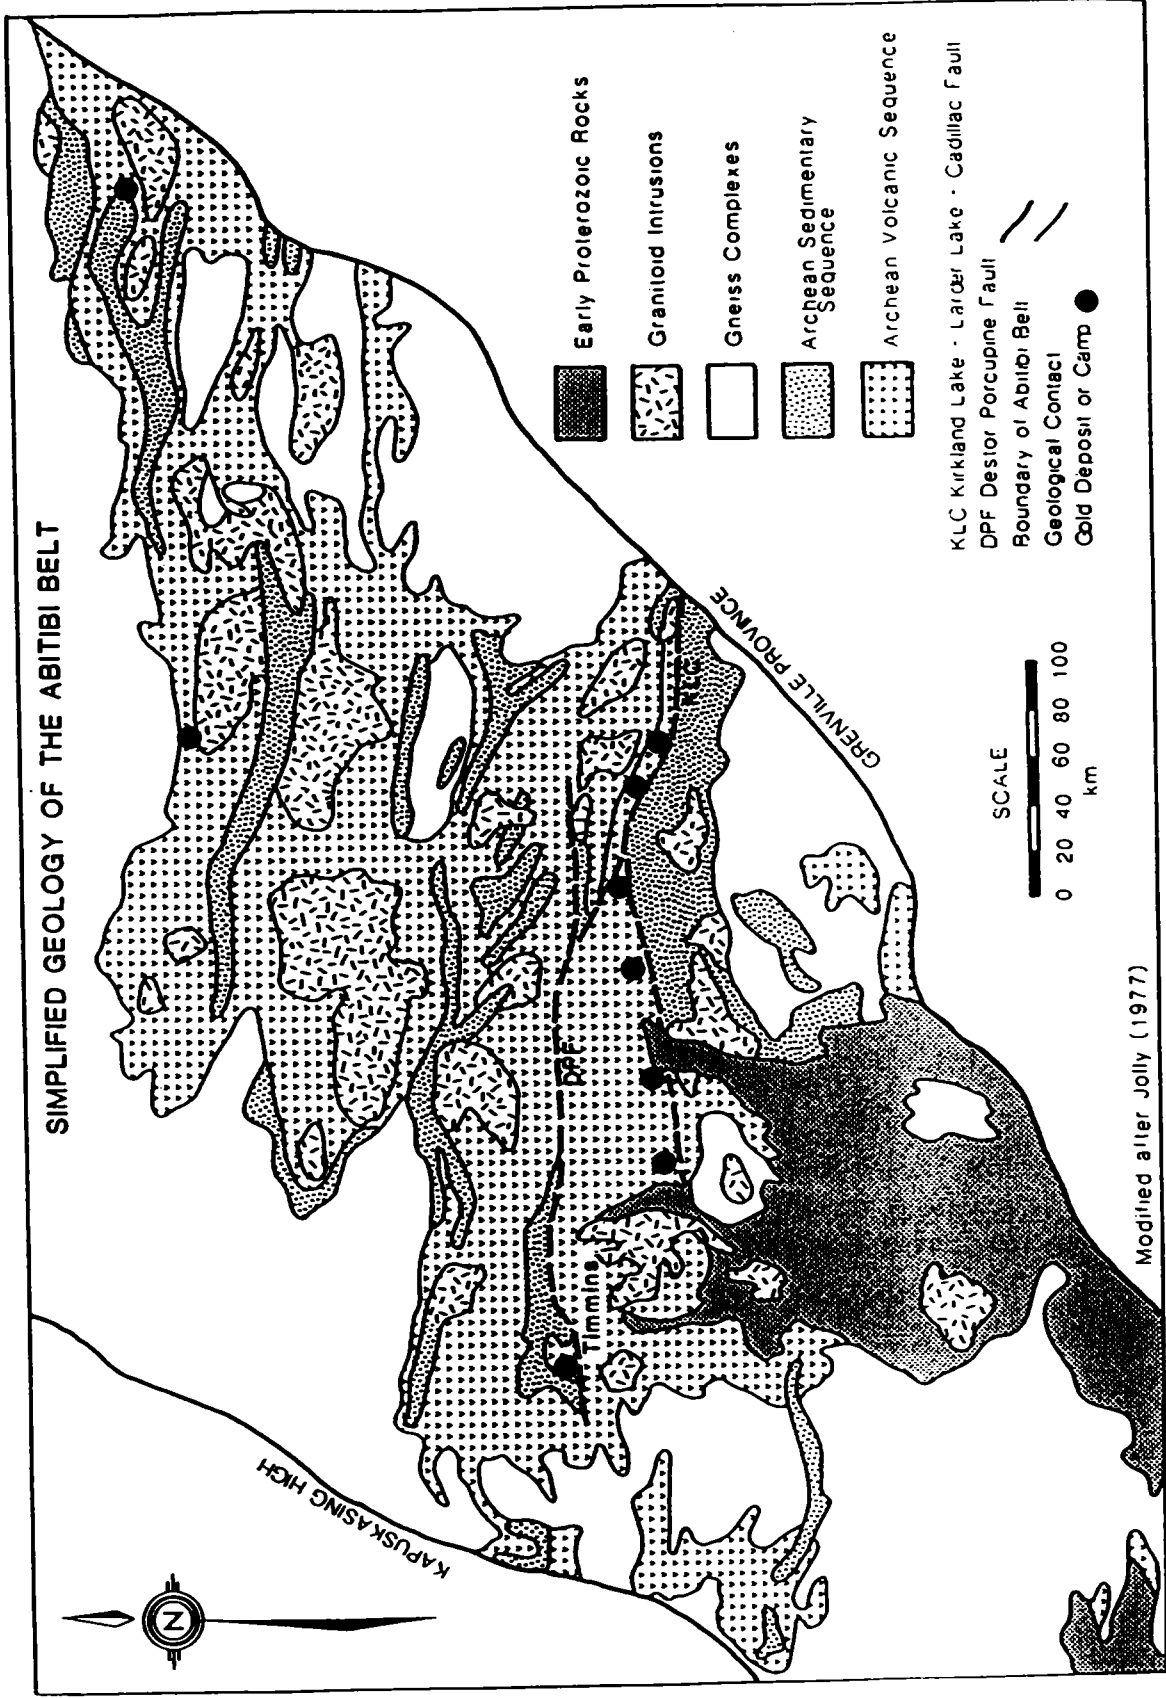 SIMPLIFIED GEOLOGY OF THE ABITIBI BELT
KAPUSKASING HIGH
N
Timmins
DPF
KLC
GRENVILLE PROVINCE
Early Proterozoic Rocks
Granitoid Intrusions
Gneiss Complexes
Archean Sedimentary
Sequence
Archean Volcanic Sequence
KLC Kirkland Lake - Larder Lake - Cadillac Fault
DPF Destor Porcupine Fault
Boundary of Abitibi Belt
Geological Contact
Gold Deposit or Camp
SCALE
0 20 40 60 80 100
km
Modified after Jolly (1977)